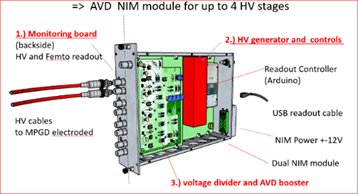 => AVD NIM module for up to 4 HV stages
1.) Monitoring board
(backside)
HV and Femto readout
2.) HV generator and controls
Readout Controller
(Arduino)
USB readout cable
HV cables
to MPGD electroded
NIM Power +-12V
Dual NIM module
3.) voltage divider and AVD booster